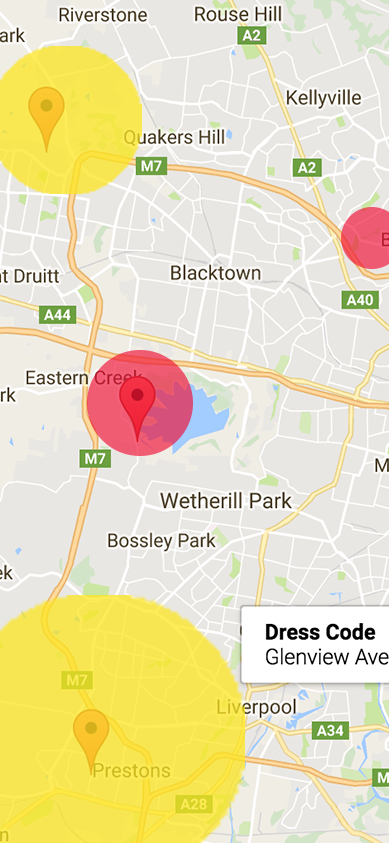 Riverstone
Rouse Hill
ark
A2
Kellyville
Quakers Hill
M7
A2
B
nt Druitt
Blacktown
A40
A44
Eastern Creek
rk
M7
M
Wetherill Park
Bossley Park
ek
Dress Code
Glenview Ave
M7
Liverpool
A34
Prestons
M
A28
n